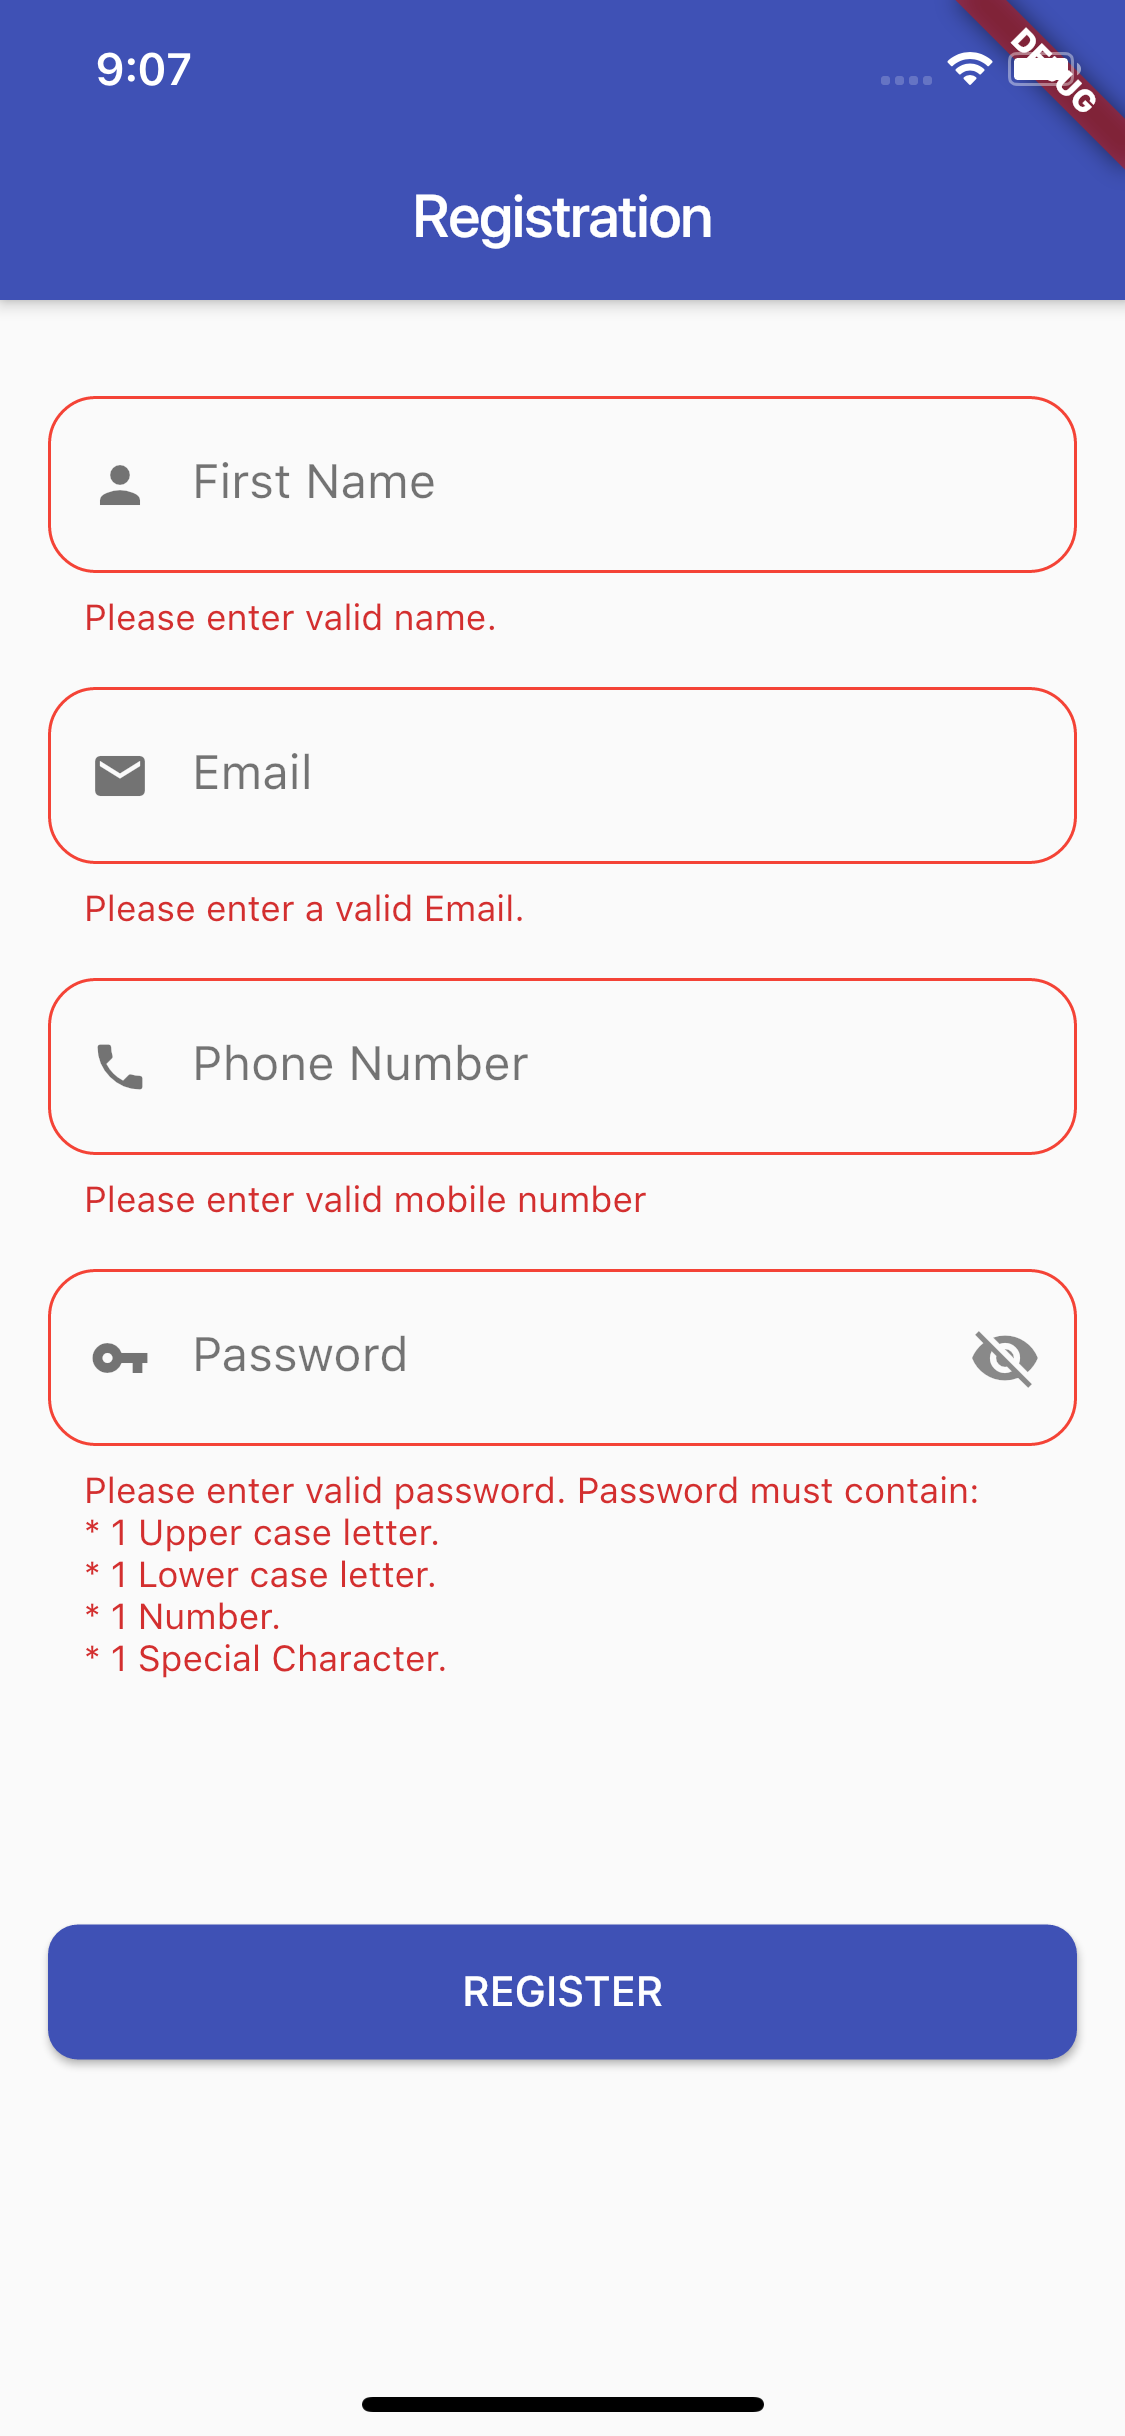 9:07
DEBUG
Registration
First Name
Please enter valid name.
Email
Please enter a valid Email.
Phone Number
Please enter valid mobile number
Password
Please enter valid password. Password must contain:
* 1 Upper case letter.
* 1 Lower case letter.
* 1 Number.
* 1 Special Character.
REGISTER